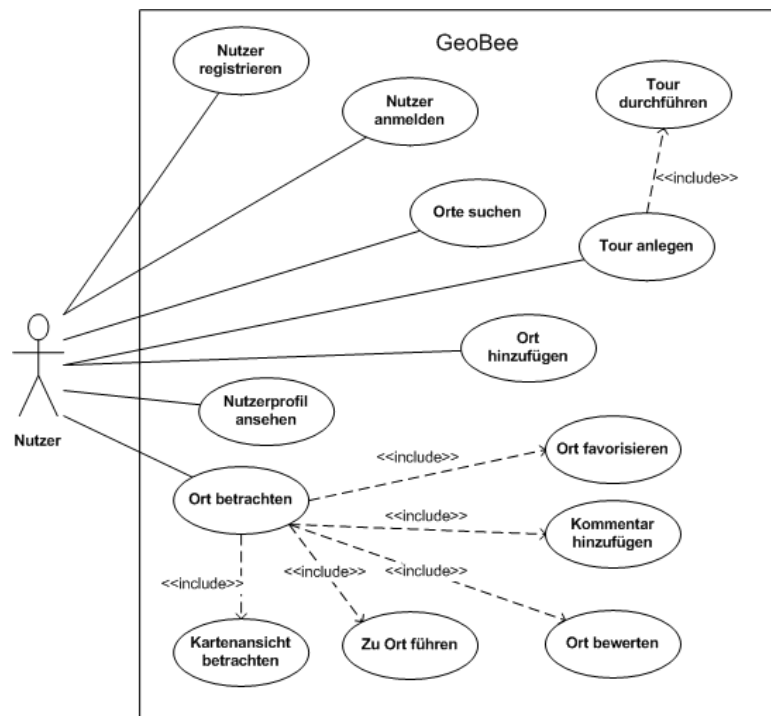 GeoBee
Nutzer
registrieren
Nutzer
anmelden
Tour
durchführen
<<include>>
Orte suchen
Tour anlegen
Ort
hinzufügen
Nutzerprofil
ansehen
Nutzer
<<include>>
Ort favorisieren
Ort betrachten
<<include>>
Kommentar
hinzufügen
<<include>>
<<include>>
<<include>>
Kartenansicht
betrachten
Zu Ort führen
Ort bewerten